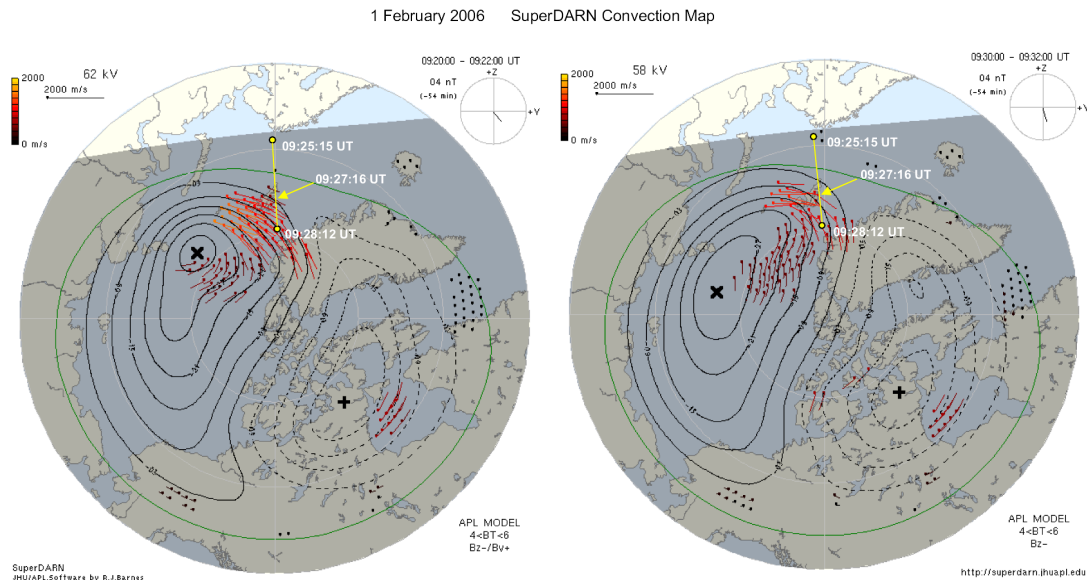 1 February 2006 SuperDARN Convection Map
2000
62 kV
2000 m/s
0 m/s
09:20:00 - 09:22:00 UT
+Z
04 nT
(-54 min)
+Y
09:25:15 UT
09:27:16 UT
09:28:12 UT
APL MODEL
4<BT<6
Bz-/By+
SuperDARN
JHU/APL.Software by R.J.Barnes
2000
58 kV
2000 m/s
0 m/s
09:30:00 - 09:32:00 UT
+Z
04 nT
(-54 min)
+Y
09:25:15 UT
09:27:16 UT
09:28:12 UT
APL MODEL
4<BT<6
Bz-
http://superdarn.jhuapl.edu